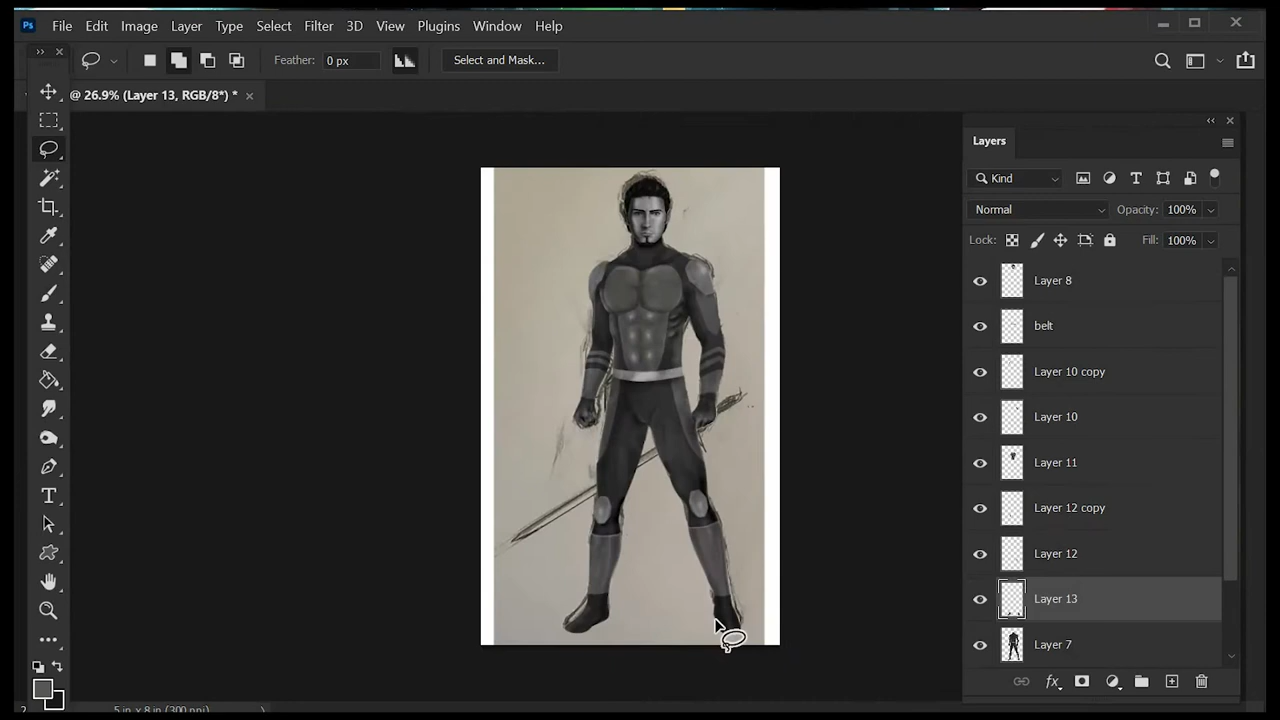 Ps File Edit Image Layer Type Select Filter 3D View Plugins Window Help
Feather: 0 px Select and Mask...
@ 26.9% (Layer 13, RGB/8*) *
Layers
Kind
Normal Opacity: 100%
Lock: Fill: 100%
Layer 8
belt
Layer 10 copy
Layer 10
Layer 11
Layer 12 copy
Layer 12
Layer 13
Layer 7
fx
5 in x 8 in (300 ppi)